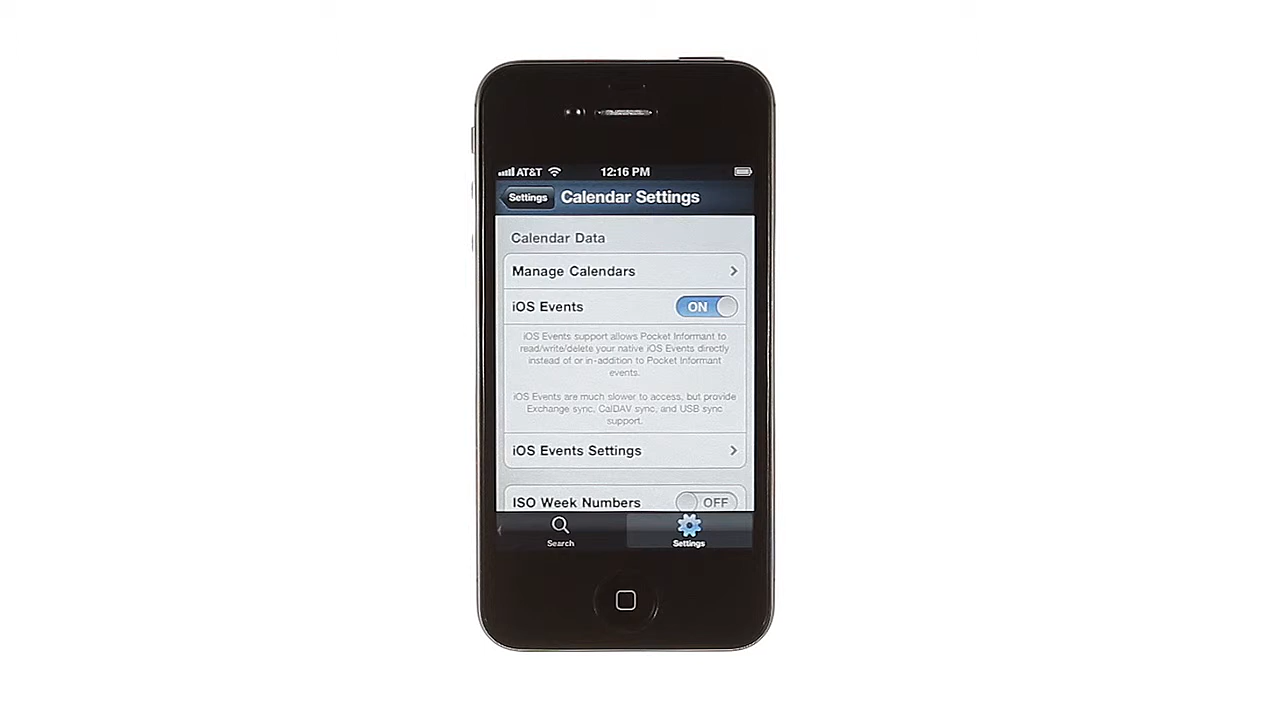 AT&T 12:16 PM
Settings Calendar Settings
Calendar Data
Manage Calendars
iOS Events ON
iOS Events support allows Pocket Informant to
read/write/delete your native iOS Events directly
instead of or in-addition to Pocket Informant
events.
iOS Events are much slower to access, but provide
Exchange sync, CalDAV sync, and USB sync
support.
iOS Events Settings
ISO Week Numbers OFF
Search Settings